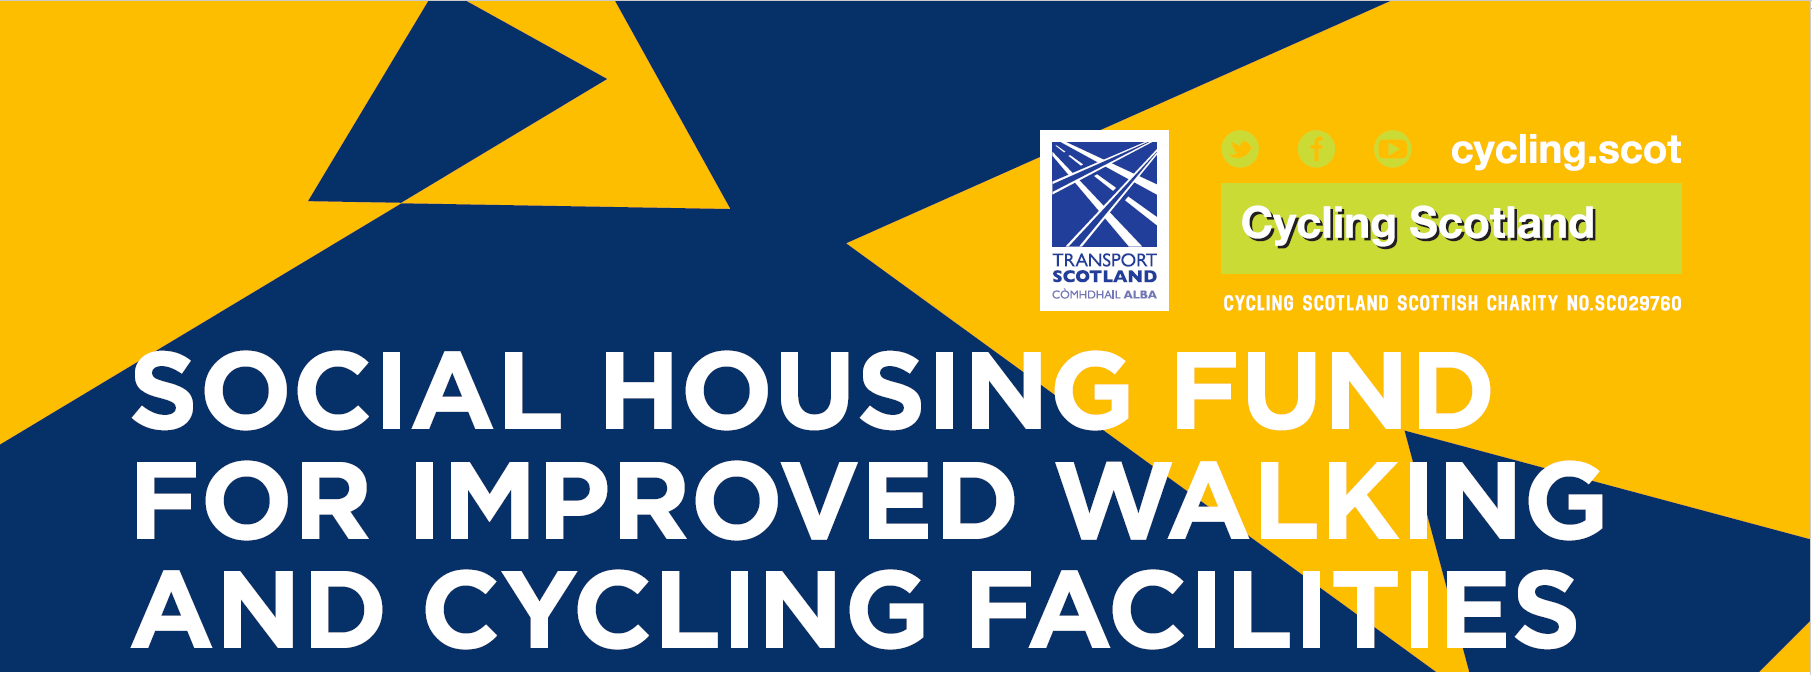 cycling.scot
Cycling Scotland
TRANSPORT
SCOTLAND
CÒMHDHAIL ALBA
CYCLING SCOTLAND SCOTTISH CHARITY NO.SC029760
SOCIAL HOUSING FUND
FOR IMPROVED WALKING
AND CYCLING FACILITIES